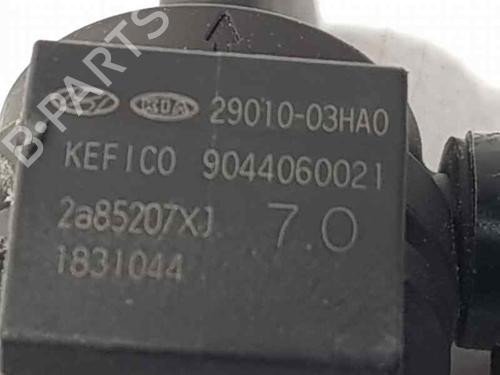 KIA 29010-03HA0
KEFICO 9044060021
2a85207XJ 7.0
1831044
B-PARTS